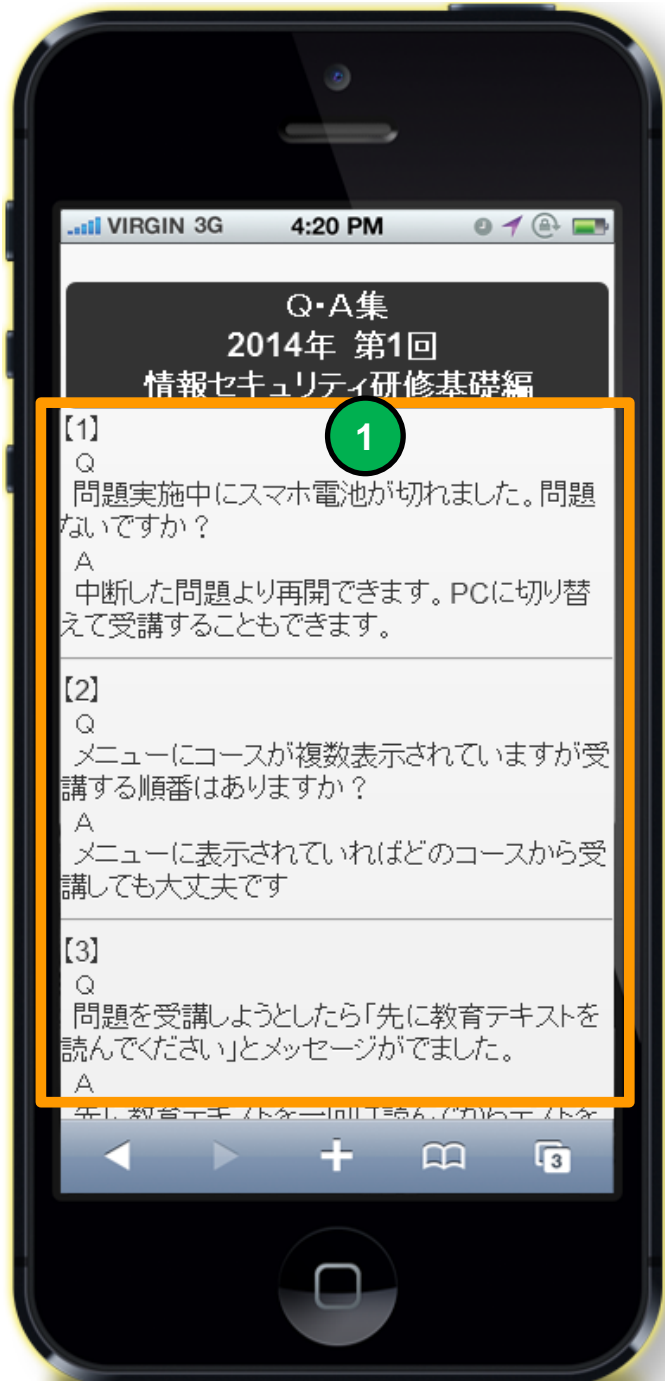 VIRGIN 3G 4:20 PM
Q・A集
2014年 第1回
情報セキュリティ研修基礎編
1
【1】
Q
問題実施中にスマホ電池が切れました。問題
ないですか？
A
中断した問題より再開できます。PCに切り替
えて受講することもできます。
【2】
Q
メニューにコースが複数表示されていますが受
講する順番はありますか？
A
メニューに表示されていればどのコースから受
講しても大丈夫です
【3】
Q
問題を受講しようとしたら「先に教育テキストを
読んでください」とメッセージがでました。
A
3